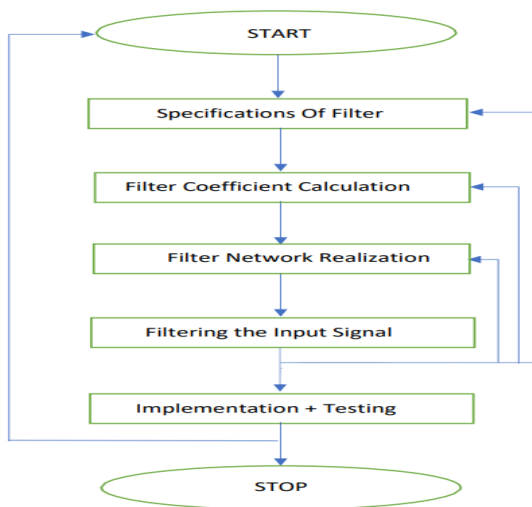 START
Specifications Of Filter
Filter Coefficient Calculation
Filter Network Realization
Filtering the Input Signal
Implementation + Testing
STOP